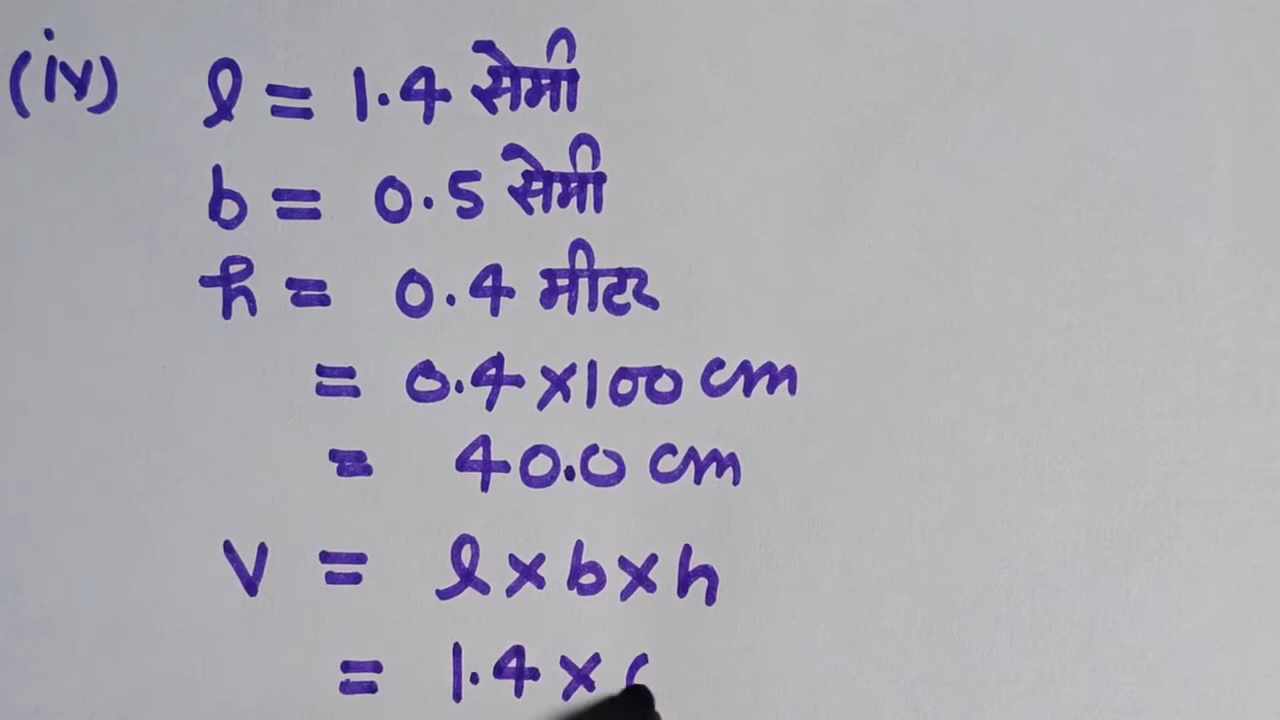 (iv) l = 1.4 सेमी
b = 0.5 सेमी
h = 0.4 मीटर
= 0.4 × 100 cm
= 40.0 cm
V = l × b × h
= 1.4 ×